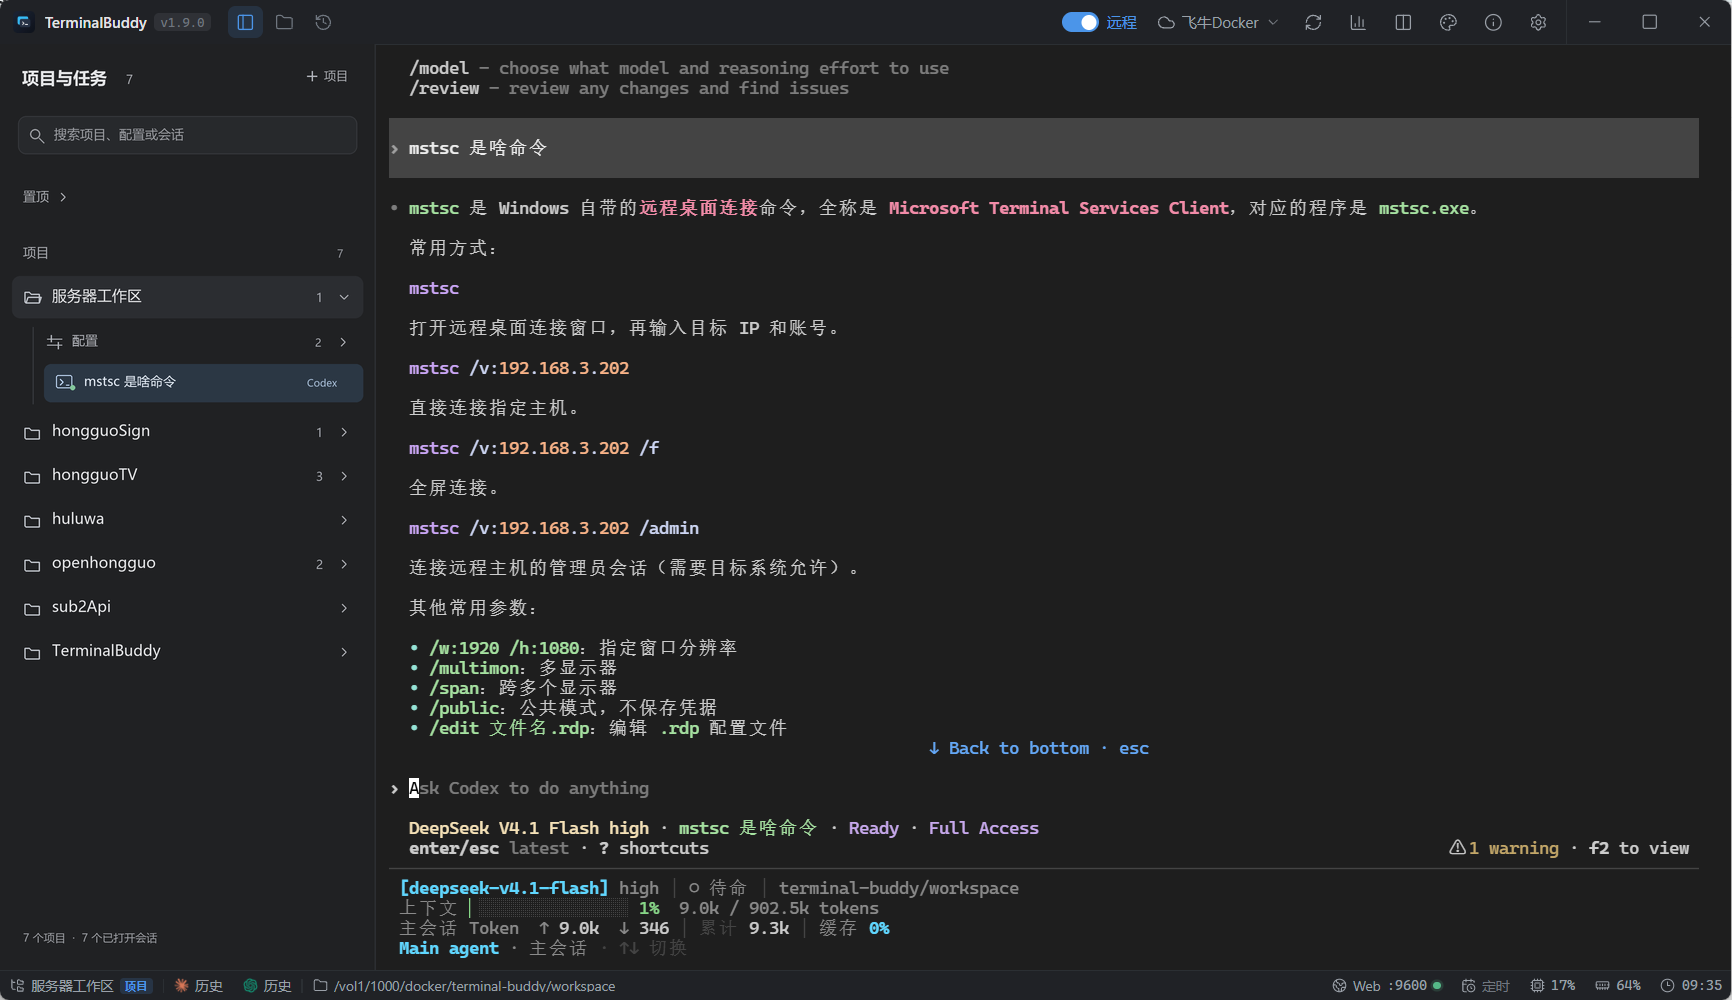 TerminalBuddy v1.9.0
远程 飞牛Docker
项目与任务 7 + 项目
搜索项目、配置或会话
置顶
项目 7
服务器工作区 1
配置 2
mstsc 是啥命令 Codex
hongguoSign 1
hongguoTV 3
huluwa
openhongguo 2
sub2Api
TerminalBuddy
7 个项目 · 7 个已打开会话
/model - choose what model and reasoning effort to use
/review - review any changes and find issues
› mstsc 是啥命令
• mstsc 是 Windows 自带的远程桌面连接命令，全称是 Microsoft Terminal Services Client，对应的程序是 mstsc.exe。
常用方式：
mstsc
打开远程桌面连接窗口，再输入目标 IP 和账号。
mstsc /v:192.168.3.202
直接连接指定主机。
mstsc /v:192.168.3.202 /f
全屏连接。
mstsc /v:192.168.3.202 /admin
连接远程主机的管理员会话（需要目标系统允许）。
其他常用参数：
• /w:1920 /h:1080：指定窗口分辨率
• /multimon：多显示器
• /span：跨多个显示器
• /public：公共模式，不保存凭据
• /edit 文件名.rdp：编辑 .rdp 配置文件
↓ Back to bottom · esc
› Ask Codex to do anything
DeepSeek V4.1 Flash high · mstsc 是啥命令 · Ready · Full Access
enter/esc latest · ? shortcuts ⚠1 warning · f2 to view
[deepseek-v4.1-flash] high │ ○ 待命 │ terminal-buddy/workspace
上下文 1% 9.0k / 902.5k tokens
主会话 Token ↑ 9.0k ↓ 346 │ 累计 9.3k │ 缓存 0%
Main agent · 主会话 · ↑↓ 切换
服务器工作区 项目 历史 历史 /vol1/1000/docker/terminal-buddy/workspace Web :9600 定时 17% 64% 09:35